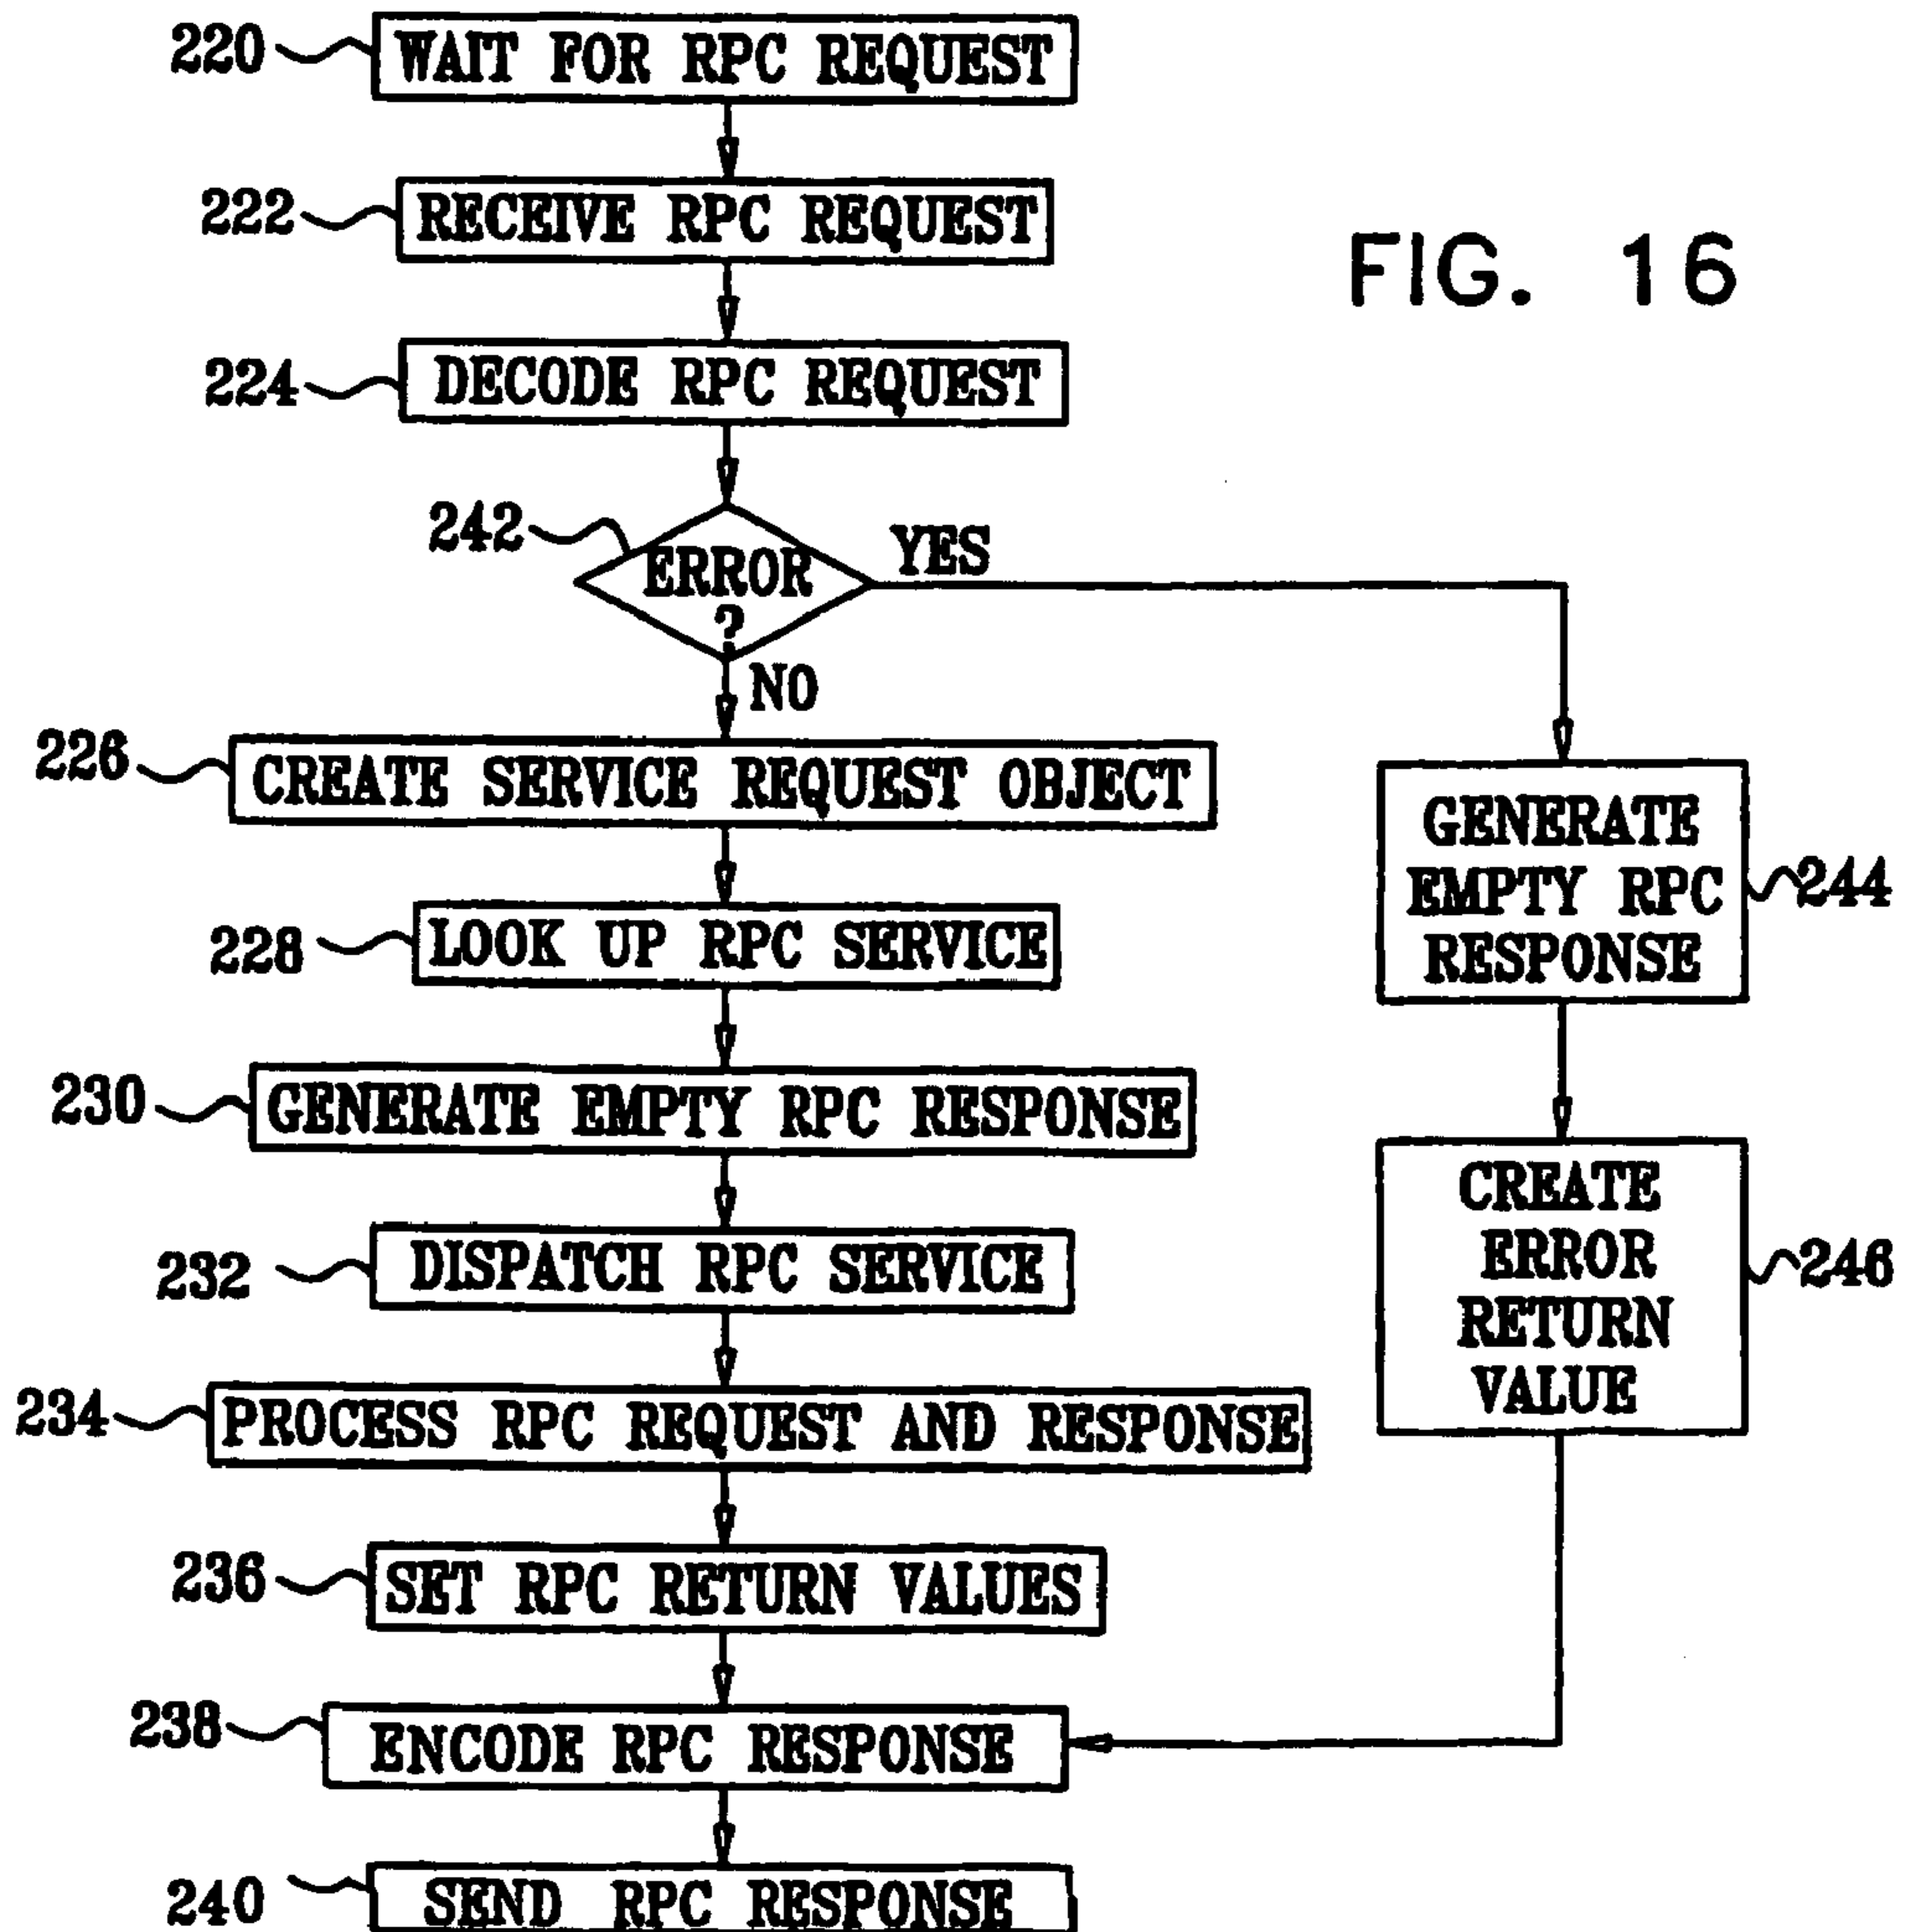 220 WAIT FOR RPC REQUEST
222 RECEIVE RPC REQUEST
FIG. 16
224 DECODE RPC REQUEST
242 ERROR YES
?
NO
226 CREATE SERVICE REQUEST OBJECT
GENERATE
EMPTY RPC 244
RESPONSE
228 LOOK UP RPC SERVICE
230 GENERATE EMPTY RPC RESPONSE
CREATE
ERROR 246
RETURN
VALUE
232 DISPATCH RPC SERVICE
234 PROCESS RPC REQUEST AND RESPONSE
236 SET RPC RETURN VALUES
238 ENCODE RPC RESPONSE
240 SEND RPC RESPONSE